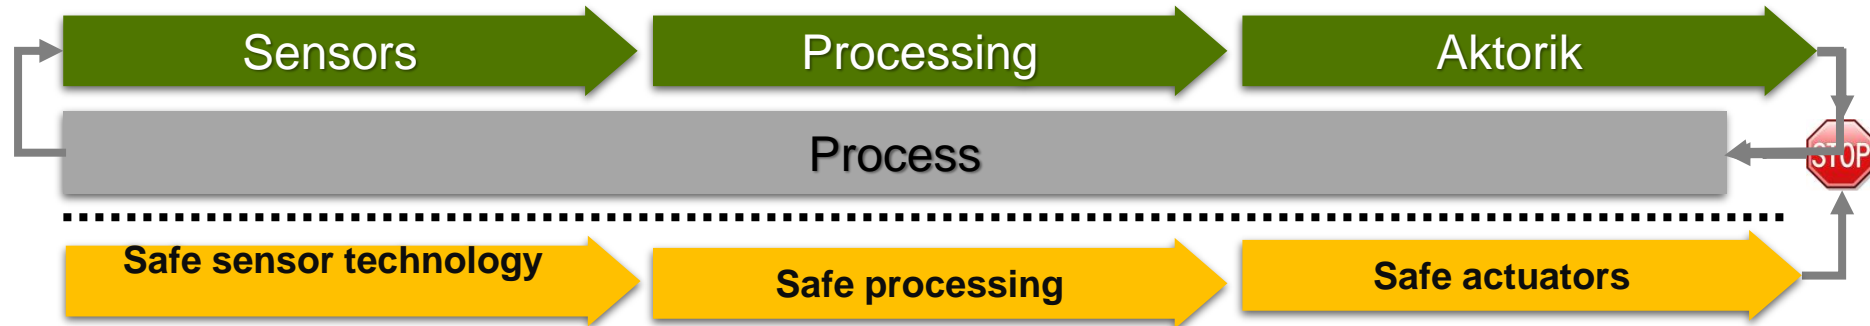 Sensors
Processing
Aktorik
Process
STOP
Safe sensor technology
Safe processing
Safe actuators